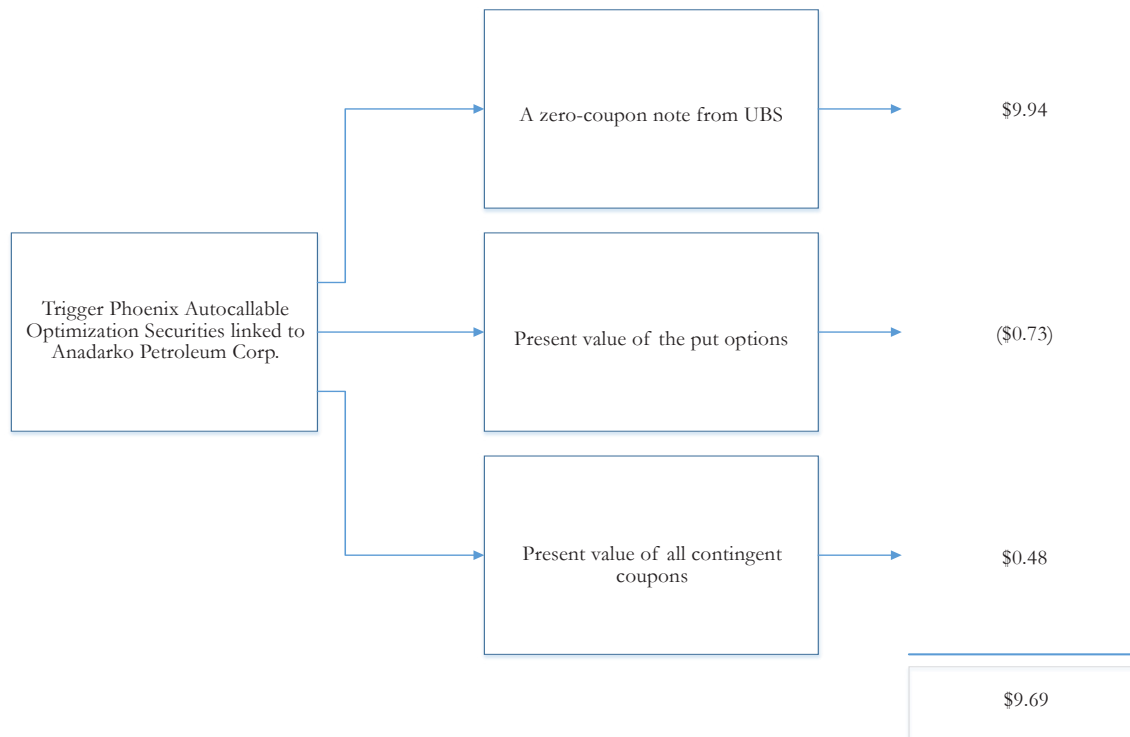 A zero-coupon note from UBS
$9.94
Trigger Phoenix Autocallable
Optimization Securities linked to
Anadarko Petroleum Corp.
Present value of the put options
($0.73)
Present value of all contingent
coupons
$0.48
$9.69